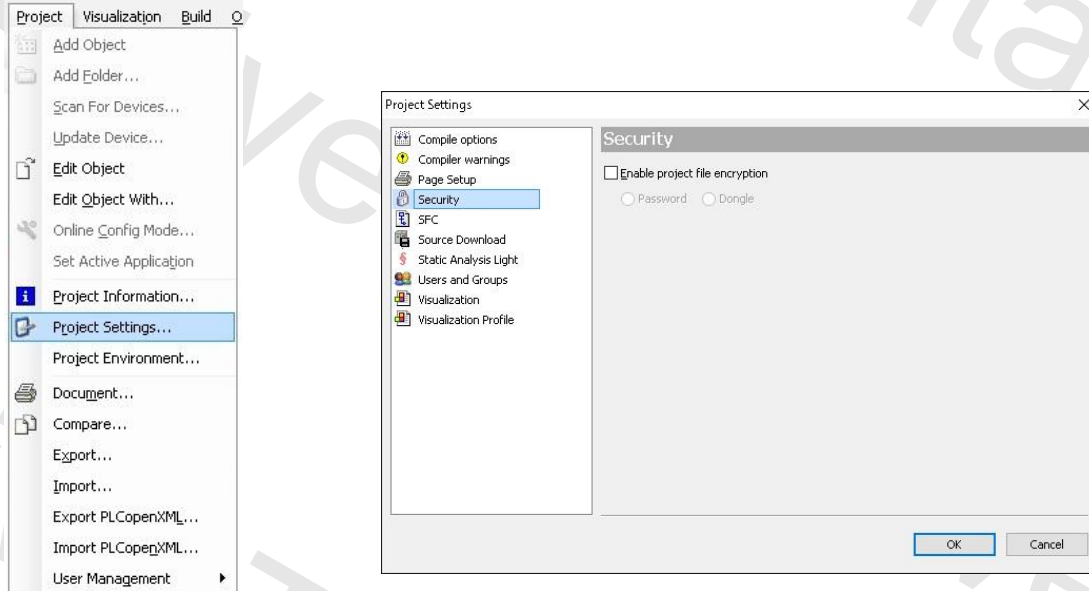 Project Visualization Build O
Add Object
Add Folder...
Scan For Devices...
Update Device...
Edit Object
Edit Object With...
Online Config Mode...
Set Active Application
Project Information...
Project Settings...
Project Environment...
Document...
Compare...
Export...
Import...
Export PLCopenXML...
Import PLCopenXML...
User Management
Project Settings
Compile options
Compiler warnings
Page Setup
Security
SFC
Source Download
Static Analysis Light
Users and Groups
Visualization
Visualization Profile
Security
Enable project file encryption
Password Dongle
OK Cancel